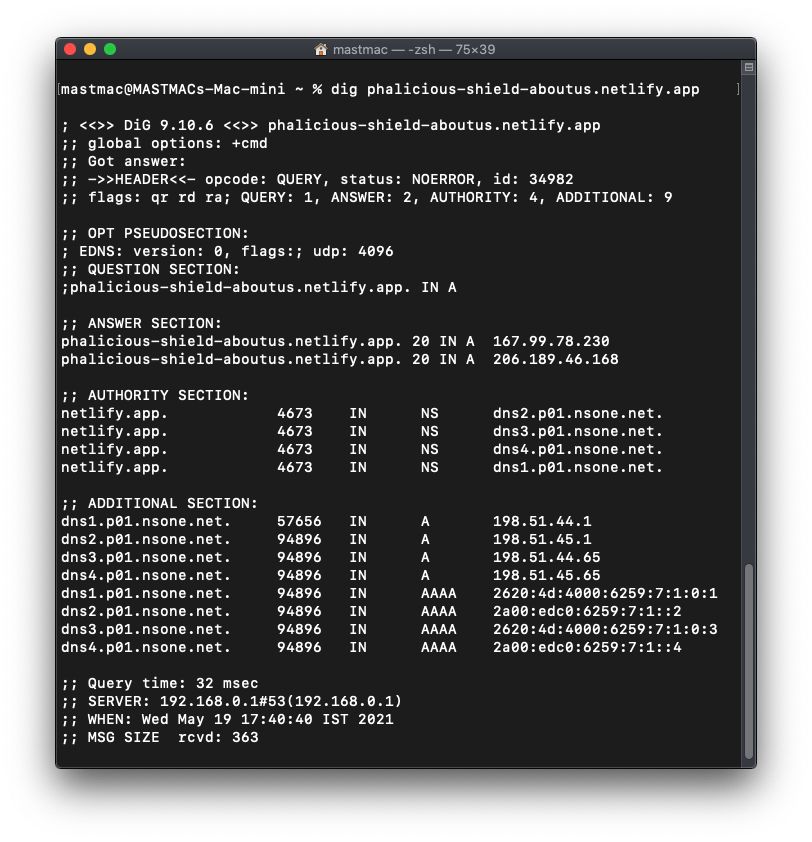 mastmac — -zsh — 75×39
[mastmac@MASTMACs-Mac-mini ~ % dig phalicious-shield-aboutus.netlify.app ]
; <<>> DiG 9.10.6 <<>> phalicious-shield-aboutus.netlify.app
;; global options: +cmd
;; Got answer:
;; ->>HEADER<<- opcode: QUERY, status: NOERROR, id: 34982
;; flags: qr rd ra; QUERY: 1, ANSWER: 2, AUTHORITY: 4, ADDITIONAL: 9
;; OPT PSEUDOSECTION:
; EDNS: version: 0, flags:; udp: 4096
;; QUESTION SECTION:
;phalicious-shield-aboutus.netlify.app. IN A
;; ANSWER SECTION:
phalicious-shield-aboutus.netlify.app. 20 IN A 167.99.78.230
phalicious-shield-aboutus.netlify.app. 20 IN A 206.189.46.168
;; AUTHORITY SECTION:
netlify.app. 4673 IN NS dns2.p01.nsone.net.
netlify.app. 4673 IN NS dns3.p01.nsone.net.
netlify.app. 4673 IN NS dns4.p01.nsone.net.
netlify.app. 4673 IN NS dns1.p01.nsone.net.
;; ADDITIONAL SECTION:
dns1.p01.nsone.net. 57656 IN A 198.51.44.1
dns2.p01.nsone.net. 94896 IN A 198.51.45.1
dns3.p01.nsone.net. 94896 IN A 198.51.44.65
dns4.p01.nsone.net. 94896 IN A 198.51.45.65
dns1.p01.nsone.net. 94896 IN AAAA 2620:4d:4000:6259:7:1:0:1
dns2.p01.nsone.net. 94896 IN AAAA 2a00:edc0:6259:7:1::2
dns3.p01.nsone.net. 94896 IN AAAA 2620:4d:4000:6259:7:1:0:3
dns4.p01.nsone.net. 94896 IN AAAA 2a00:edc0:6259:7:1::4
;; Query time: 32 msec
;; SERVER: 192.168.0.1#53(192.168.0.1)
;; WHEN: Wed May 19 17:40:40 IST 2021
;; MSG SIZE rcvd: 363